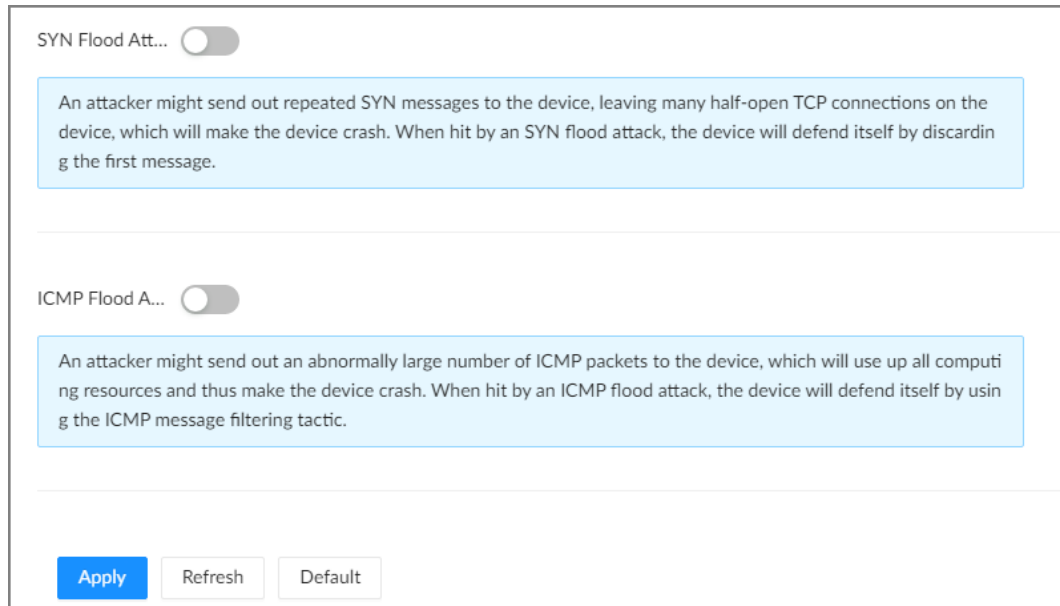 SYN Flood Att...
An attacker might send out repeated SYN messages to the device, leaving many half-open TCP connections on the
device, which will make the device crash. When hit by an SYN flood attack, the device will defend itself by discardin
g the first message.
ICMP Flood A...
An attacker might send out an abnormally large number of ICMP packets to the device, which will use up all computi
ng resources and thus make the device crash. When hit by an ICMP flood attack, the device will defend itself by usin
g the ICMP message filtering tactic.
Apply Refresh Default